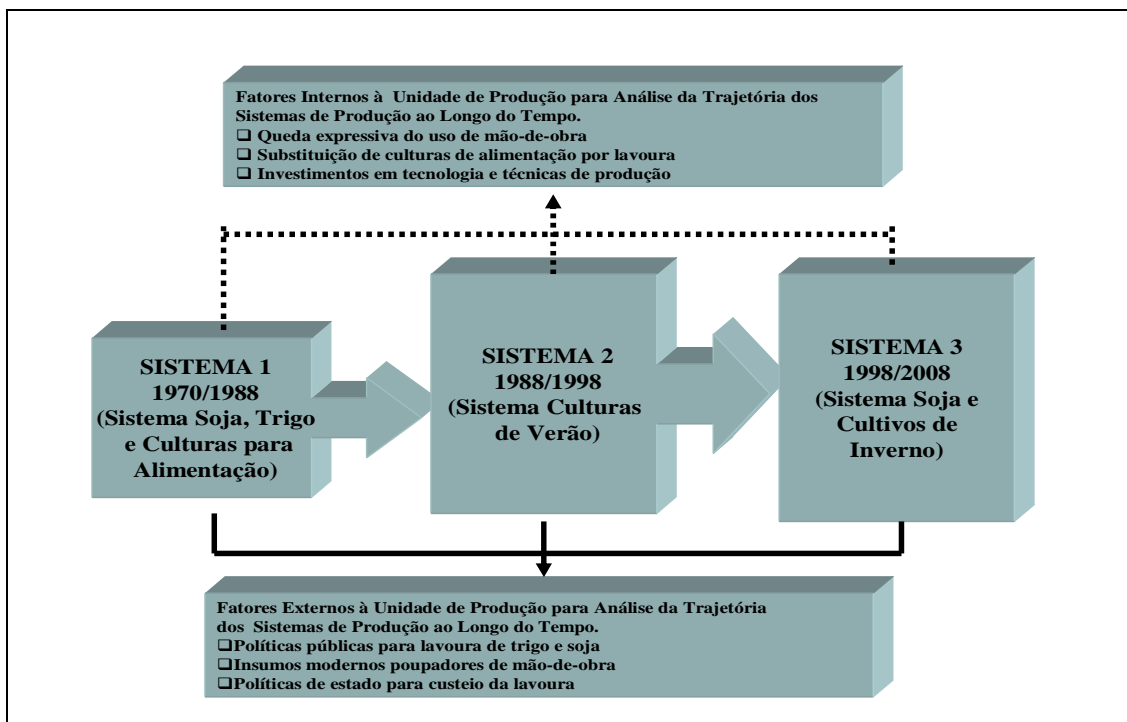 Fatores Internos à Unidade de Produção para Análise da Trajetória dos
Sistemas de Produção ao Longo do Tempo.
❑ Queda expressiva do uso de mão-de-obra
❑ Substituição de culturas de alimentação por lavoura
❑ Investimentos em tecnologia e técnicas de produção
SISTEMA 1
1970/1988
(Sistema Soja, Trigo
e Culturas para
Alimentação)
SISTEMA 2
1988/1998
(Sistema Culturas
de Verão)
SISTEMA 3
1998/2008
(Sistema Soja e
Cultivos de
Inverno)
Fatores Externos à Unidade de Produção para Análise da Trajetória
dos Sistemas de Produção ao Longo do Tempo.
❑Políticas públicas para lavoura de trigo e soja
❑Insumos modernos poupadores de mão-de-obra
❑Políticas de estado para custeio da lavoura